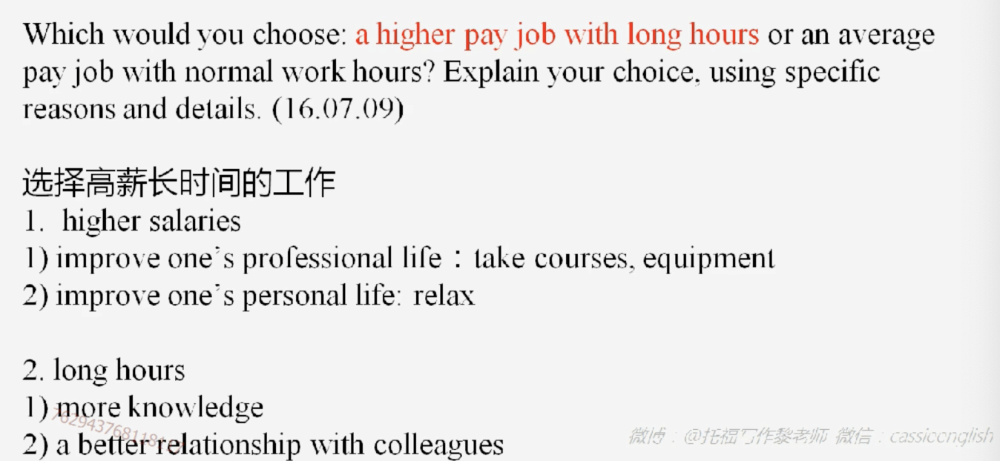 Which would you choose: a higher pay job with long hours or an average
pay job with normal work hours? Explain your choice, using specific
reasons and details. (16.07.09)
选择高薪长时间的工作
1. higher salaries
1) improve one’s professional life：take courses, equipment
2) improve one’s personal life: relax
2. long hours
1) more knowledge
2) a better relationship with colleagues
微博：@托福写作黎老师 微信：cassieenglish